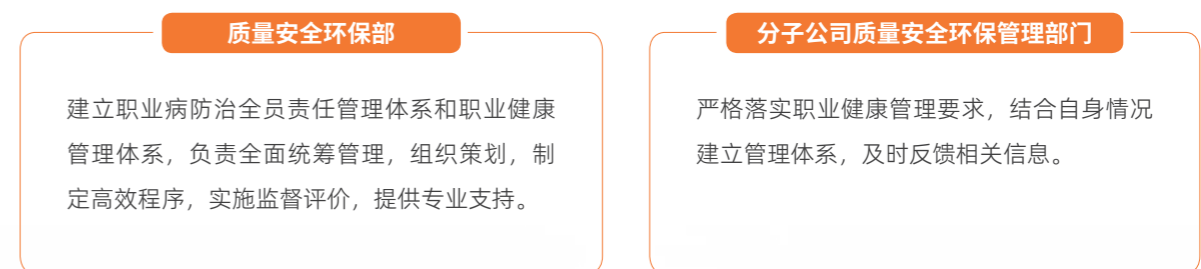 质量安全环保部
建立职业病防治全员责任管理体系和职业健康
管理体系，负责全面统筹管理，组织策划，制
定高效程序，实施监督评价，提供专业支持。
分子公司质量安全环保管理部门
严格落实职业健康管理要求，结合自身情况
建立管理体系，及时反馈相关信息。